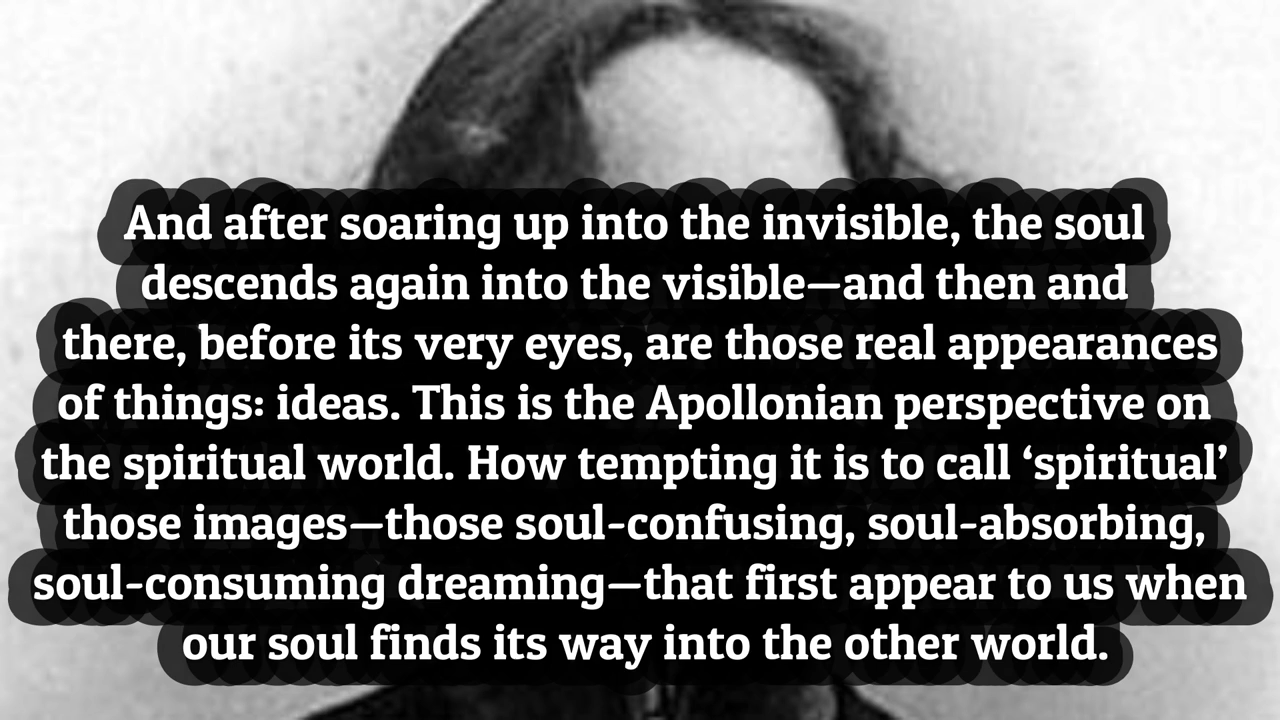 And after soaring up into the invisible, the soul
descends again into the visible—and then and
there, before its very eyes, are those real appearances
of things: ideas. This is the Apollonian perspective on
the spiritual world. How tempting it is to call ‘spiritual’
those images—those soul-confusing, soul-absorbing,
soul-consuming dreaming—that first appear to us when
our soul finds its way into the other world.